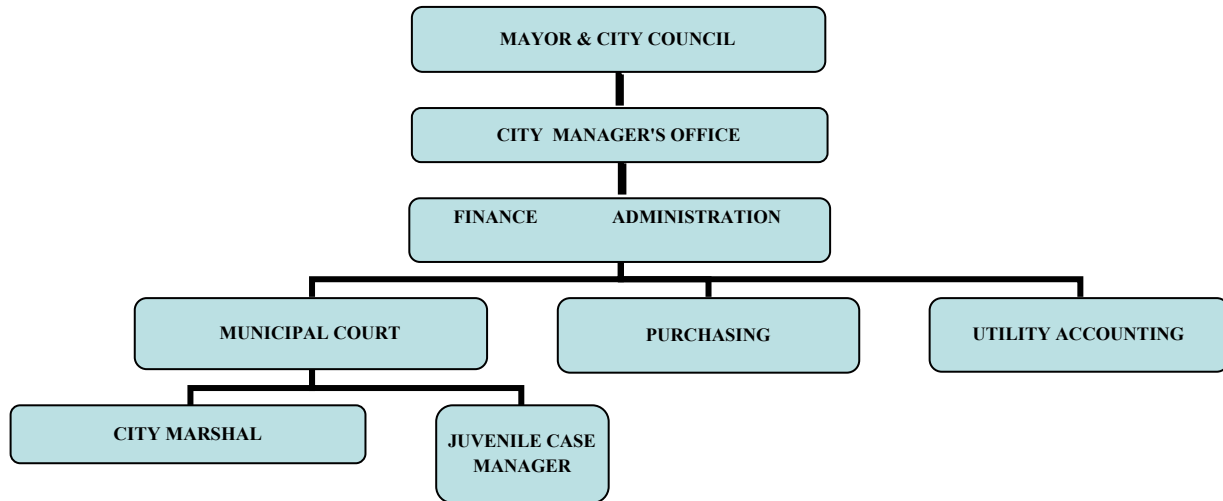 MAYOR & CITY COUNCIL
CITY MANAGER'S OFFICE
FINANCE ADMINISTRATION
MUNICIPAL COURT
PURCHASING
UTILITY ACCOUNTING
CITY MARSHAL
JUVENILE CASE
MANAGER